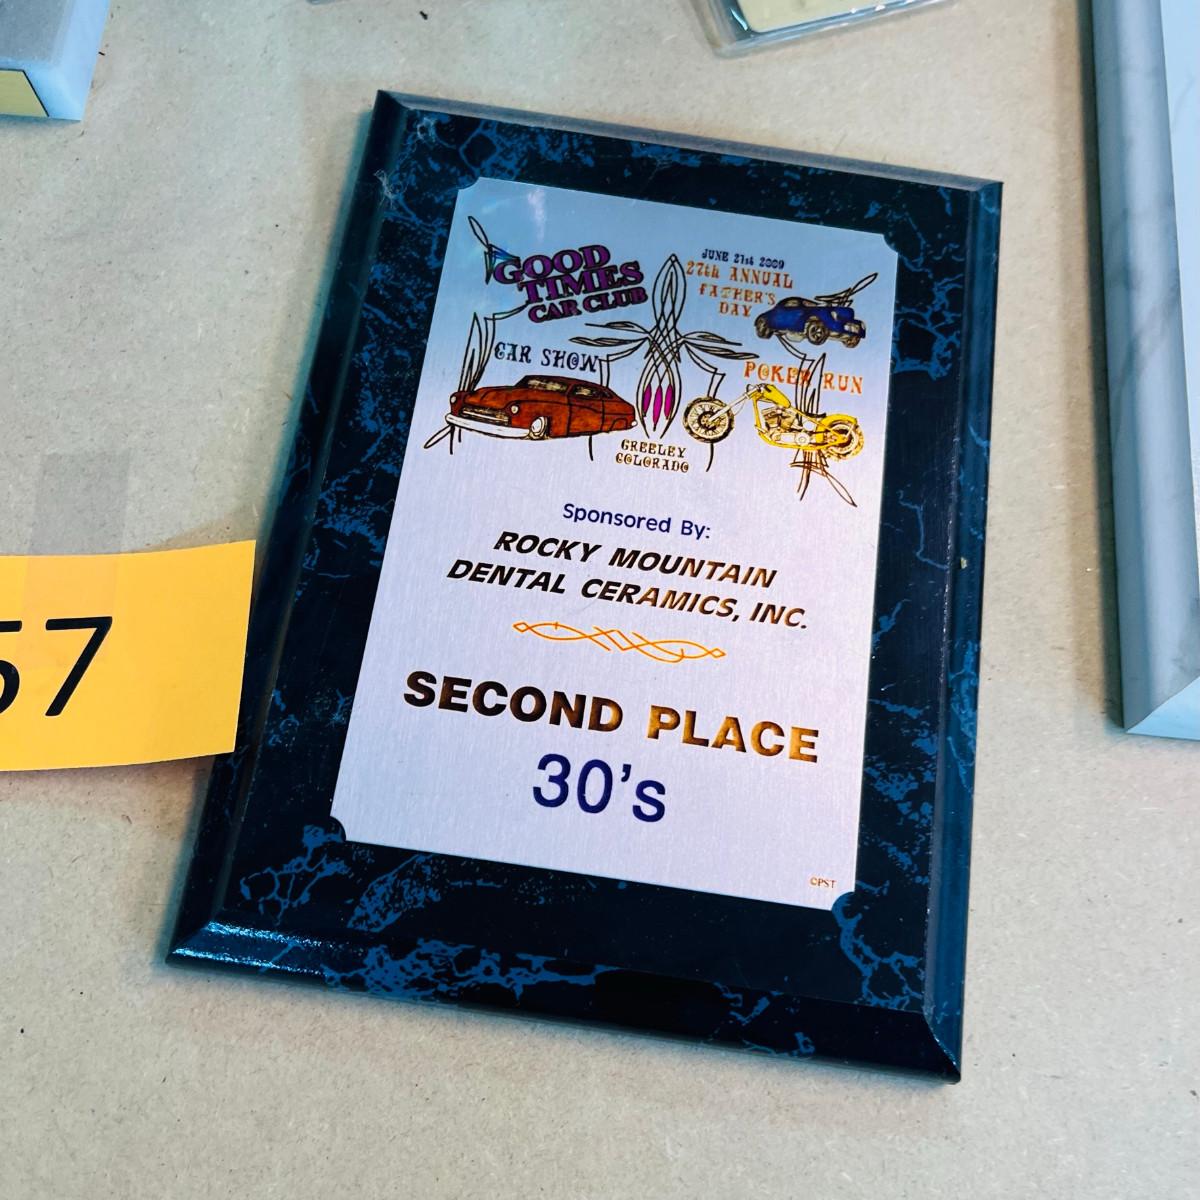 GOOD
TIMES
CAR CLUB
CAR SHOW
JUNE 21st 2009
27th ANNUAL
FATHER'S
DAY
POKER RUN
GREELEY
COLORADO
Sponsored By:
ROCKY MOUNTAIN
DENTAL CERAMICS, INC.
SECOND PLACE
30's
©PST
57